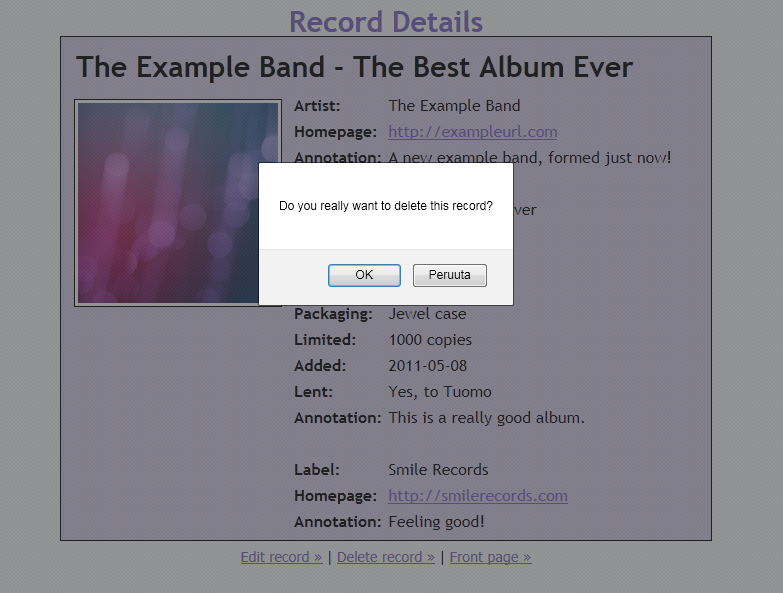 Record Details
The Example Band - The Best Album Ever
Artist: The Example Band
Homepage: http://exampleurl.com
Annotation: A new example band, formed just now!
Do you really want to delete this record?
OK Peruuta
Packaging: Jewel case
Limited: 1000 copies
Added: 2011-05-08
Lent: Yes, to Tuomo
Annotation: This is a really good album.
Label: Smile Records
Homepage: http://smilerecords.com
Annotation: Feeling good!
Edit record » | Delete record » | Front page »